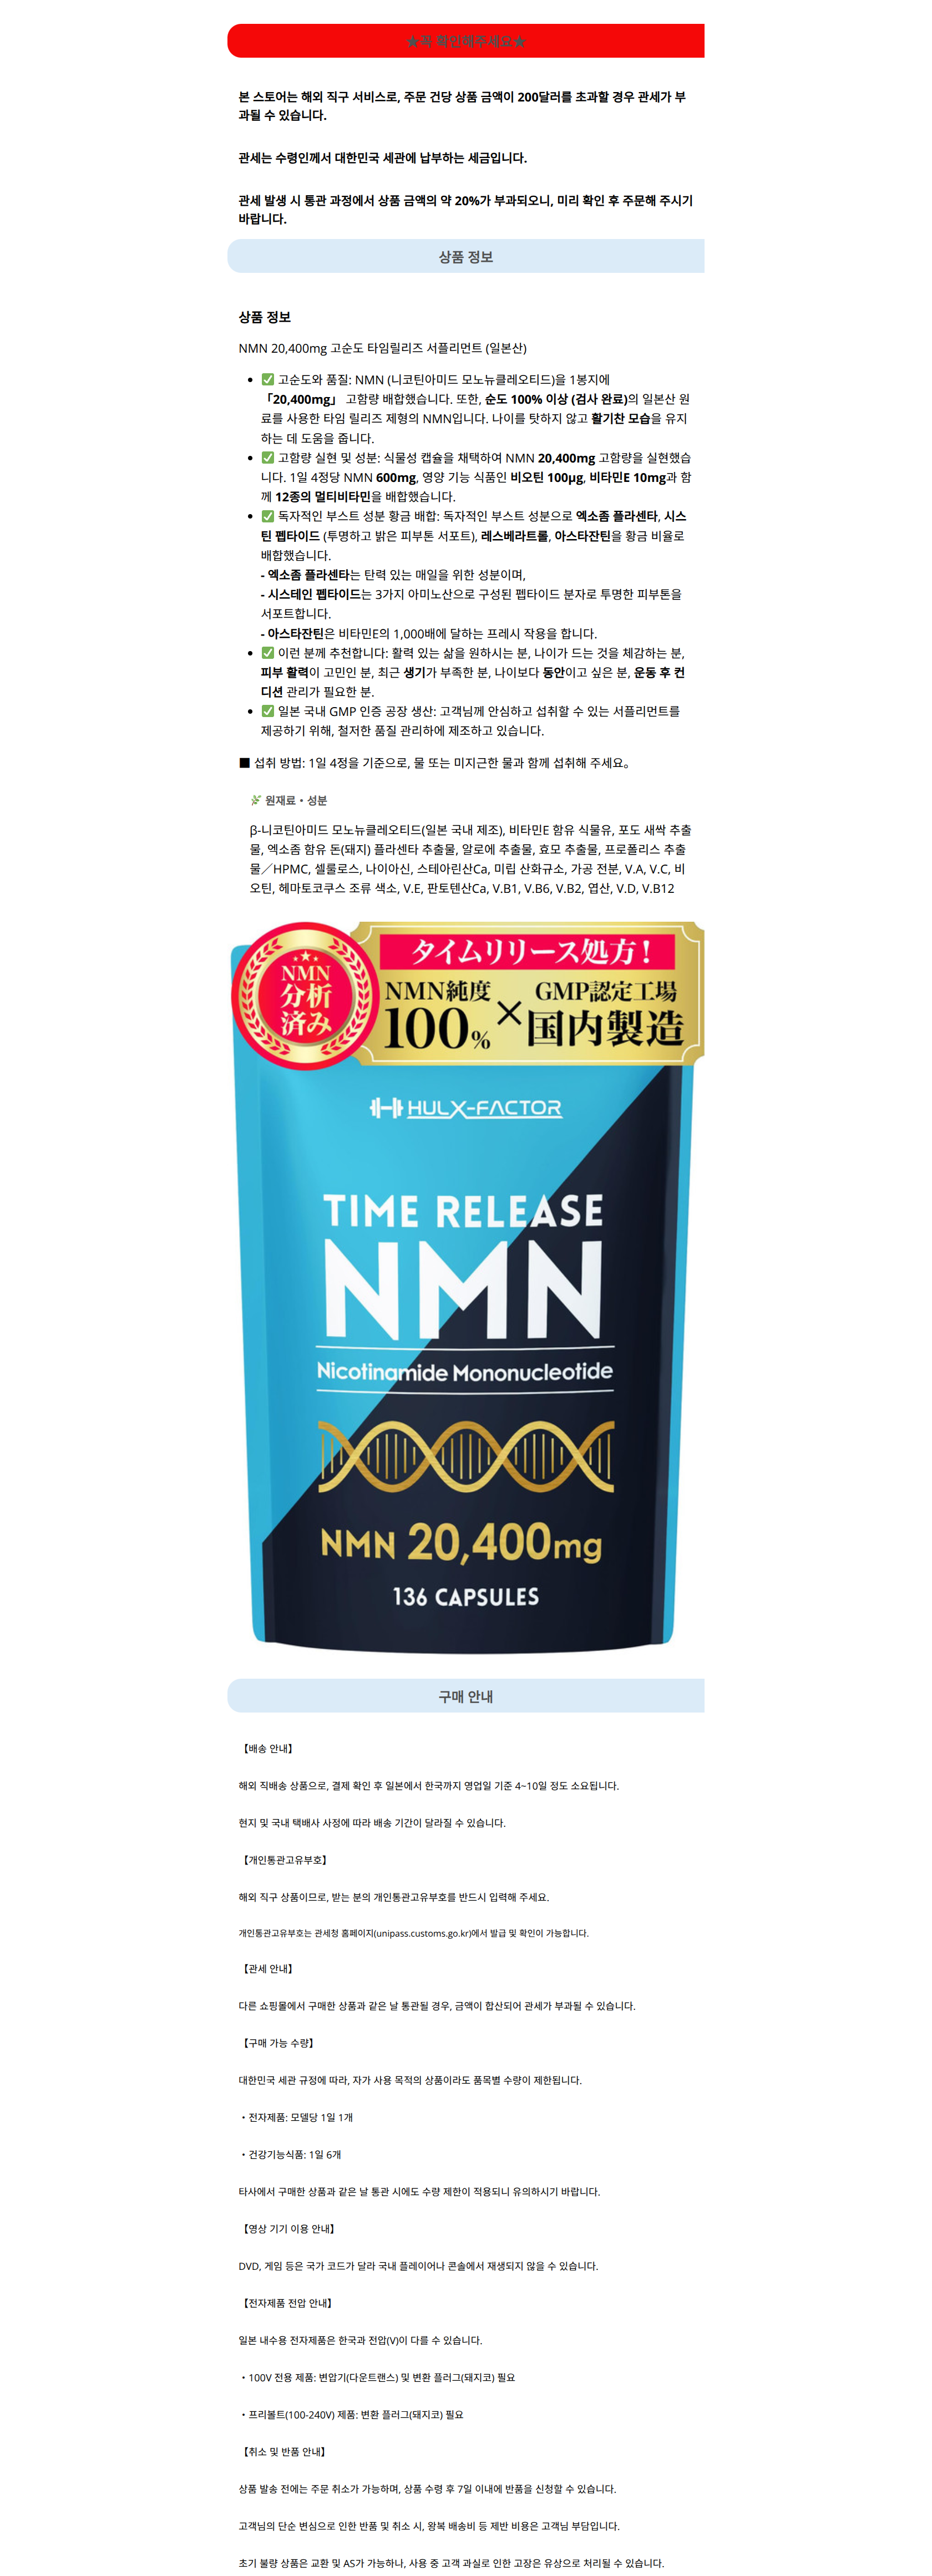 ★꼭 확인해주세요★
본 스토어는 해외 직구 서비스로, 주문 건당 상품 금액이 200달러를 초과할 경우 관세가 부
과될 수 있습니다.
관세는 수령인께서 대한민국 세관에 납부하는 세금입니다.
관세 발생 시 통관 과정에서 상품 금액의 약 20%가 부과되오니, 미리 확인 후 주문해 주시기
바랍니다.
상품 정보
상품 정보
NMN 20,400mg 고순도 타임릴리즈 서플리먼트 (일본산)
• ✅ 고순도와 품질: NMN (니코틴아미드 모노뉴클레오티드)을 1봉지에
「20,400mg」 고함량 배합했습니다. 또한, 순도 100% 이상 (검사 완료)의 일본산 원
료를 사용한 타임 릴리즈 제형의 NMN입니다. 나이를 탓하지 않고 활기찬 모습을 유지
하는 데 도움을 줍니다.
• ✅ 고함량 실현 및 성분: 식물성 캡슐을 채택하여 NMN 20,400mg 고함량을 실현했습
니다. 1일 4정당 NMN 600mg, 영양 기능 식품인 비오틴 100μg, 비타민E 10mg과 함
께 12종의 멀티비타민을 배합했습니다.
• ✅ 독자적인 부스트 성분 황금 배합: 독자적인 부스트 성분으로 엑소좀 플라센타, 시스
틴 펩타이드 (투명하고 밝은 피부톤 서포트), 레스베라트롤, 아스타잔틴을 황금 비율로
배합했습니다.
- 엑소좀 플라센타는 탄력 있는 매일을 위한 성분이며,
- 시스테인 펩타이드는 3가지 아미노산으로 구성된 펩타이드 분자로 투명한 피부톤을
서포트합니다.
- 아스타잔틴은 비타민E의 1,000배에 달하는 프레시 작용을 합니다.
• ✅ 이런 분께 추천합니다: 활력 있는 삶을 원하시는 분, 나이가 드는 것을 체감하는 분,
피부 활력이 고민인 분, 최근 생기가 부족한 분, 나이보다 동안이고 싶은 분, 운동 후 컨
디션 관리가 필요한 분.
• ✅ 일본 국내 GMP 인증 공장 생산: 고객님께 안심하고 섭취할 수 있는 서플리먼트를
제공하기 위해, 철저한 품질 관리하에 제조하고 있습니다.
■ 섭취 방법: 1일 4정을 기준으로, 물 또는 미지근한 물과 함께 섭취해 주세요。
🌿 원재료・성분
β-니코틴아미드 모노뉴클레오티드(일본 국내 제조), 비타민E 함유 식물유, 포도 새싹 추출
물, 엑소좀 함유 돈(돼지) 플라센타 추출물, 알로에 추출물, 효모 추출물, 프로폴리스 추출
물／HPMC, 셀룰로스, 나이아신, 스테아린산Ca, 미립 산화규소, 가공 전분, V.A, V.C, 비
오틴, 헤마토코쿠스 조류 색소, V.E, 판토텐산Ca, V.B1, V.B6, V.B2, 엽산, V.D, V.B12
タイムリリース処方！
NMN
分析
済み
NMN純度
100%
×
GMP認定工場
国内製造
HULX-FACTOR
TIME RELEASE
NMN
Nicotinamide Mononucleotide
NMN 20,400mg
136 CAPSULES
구매 안내
【배송 안내】
해외 직배송 상품으로, 결제 확인 후 일본에서 한국까지 영업일 기준 4~10일 정도 소요됩니다.
현지 및 국내 택배사 사정에 따라 배송 기간이 달라질 수 있습니다.
【개인통관고유부호】
해외 직구 상품이므로, 받는 분의 개인통관고유부호를 반드시 입력해 주세요.
개인통관고유부호는 관세청 홈페이지(unipass.customs.go.kr)에서 발급 및 확인이 가능합니다.
【관세 안내】
다른 쇼핑몰에서 구매한 상품과 같은 날 통관될 경우, 금액이 합산되어 관세가 부과될 수 있습니다.
【구매 가능 수량】
대한민국 세관 규정에 따라, 자가 사용 목적의 상품이라도 품목별 수량이 제한됩니다.
・전자제품: 모델당 1일 1개
・건강기능식품: 1일 6개
타사에서 구매한 상품과 같은 날 통관 시에도 수량 제한이 적용되니 유의하시기 바랍니다.
【영상 기기 이용 안내】
DVD, 게임 등은 국가 코드가 달라 국내 플레이어나 콘솔에서 재생되지 않을 수 있습니다.
【전자제품 전압 안내】
일본 내수용 전자제품은 한국과 전압(V)이 다를 수 있습니다.
・100V 전용 제품: 변압기(다운트랜스) 및 변환 플러그(돼지코) 필요
・프리볼트(100-240V) 제품: 변환 플러그(돼지코) 필요
【취소 및 반품 안내】
상품 발송 전에는 주문 취소가 가능하며, 상품 수령 후 7일 이내에 반품을 신청할 수 있습니다.
고객님의 단순 변심으로 인한 반품 및 취소 시, 왕복 배송비 등 제반 비용은 고객님 부담입니다.
초기 불량 상품은 교환 및 AS가 가능하나, 사용 중 고객 과실로 인한 고장은 유상으로 처리될 수 있습니다.